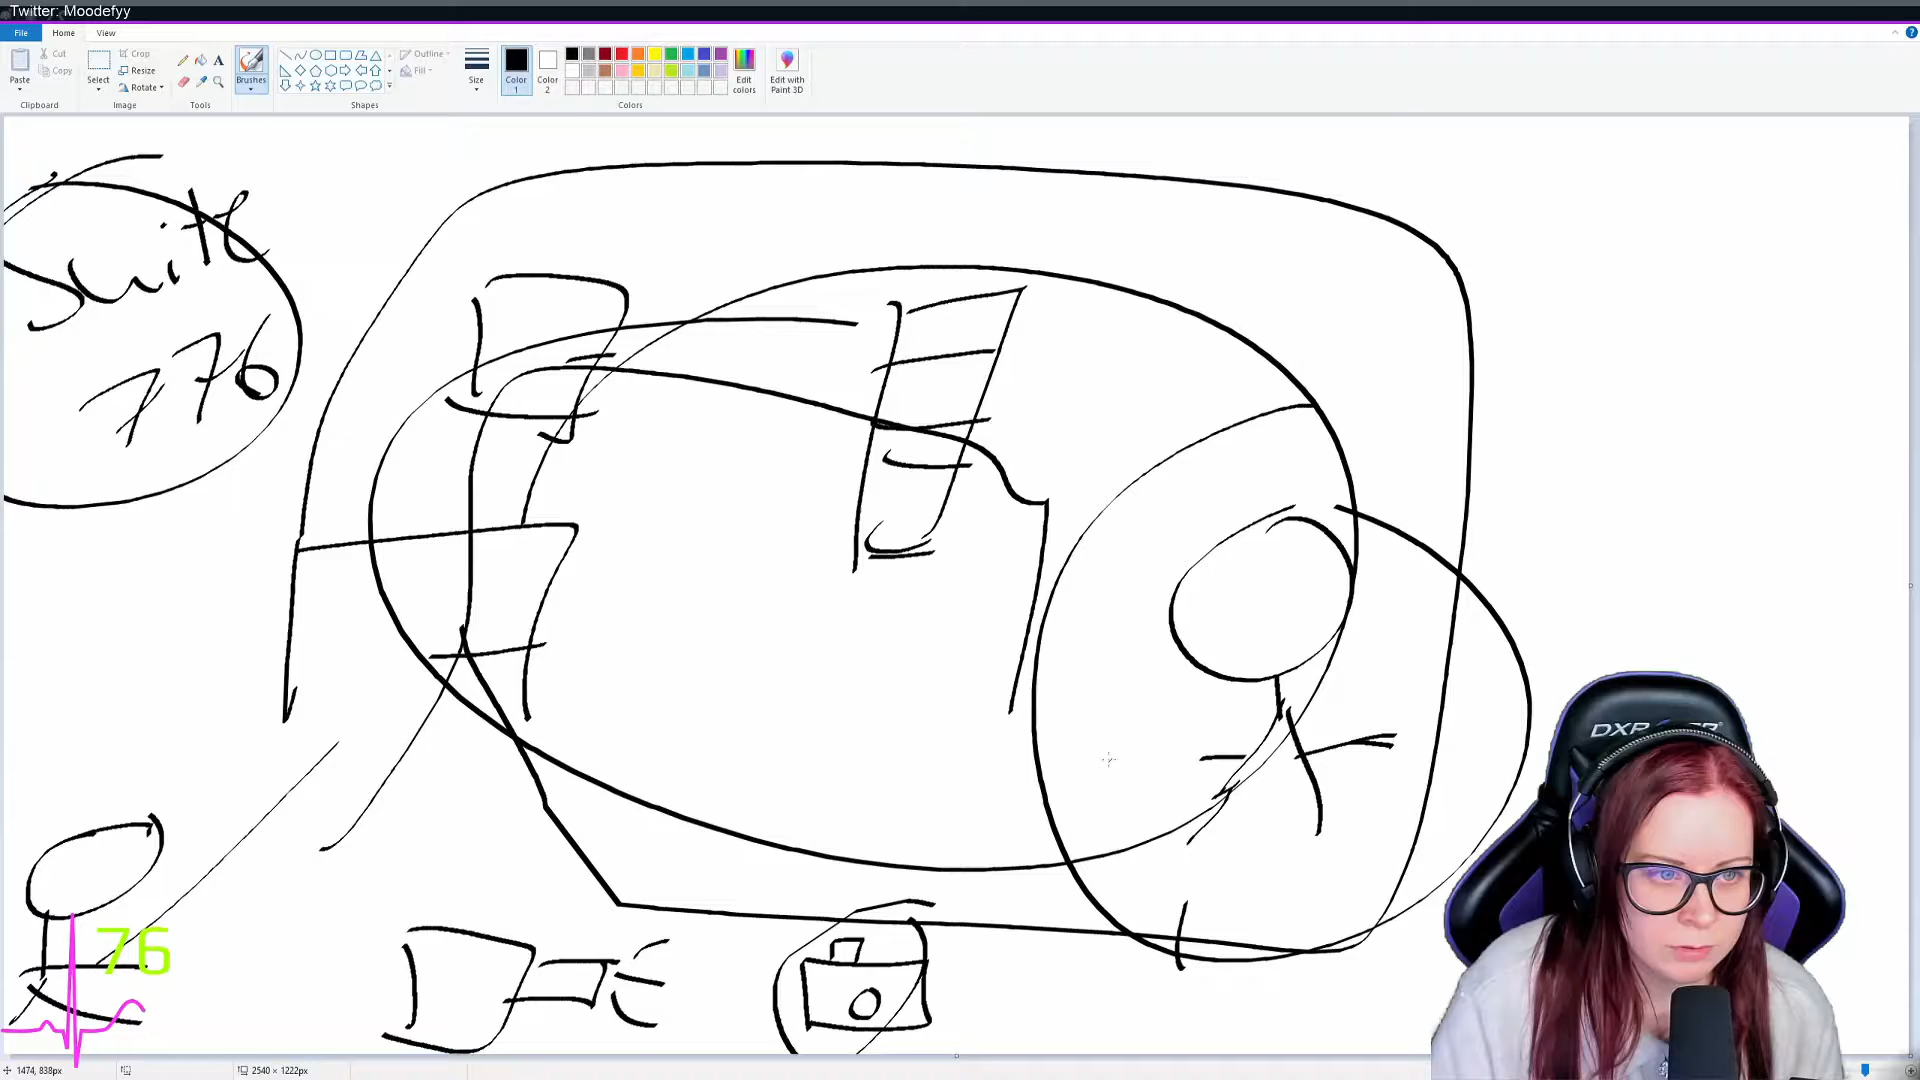 Twitter: Moodefyy
File Home View
Cut
Copy
Paste
Clipboard
Crop
Resize
Rotate
Select
Image
Tools
Brushes
Outline
Fill
Shapes
Size
Color 1
Color 2
Edit colors
Edit with Paint 3D
Colors
Suite
776
76
1474, 838px
2540 × 1222px